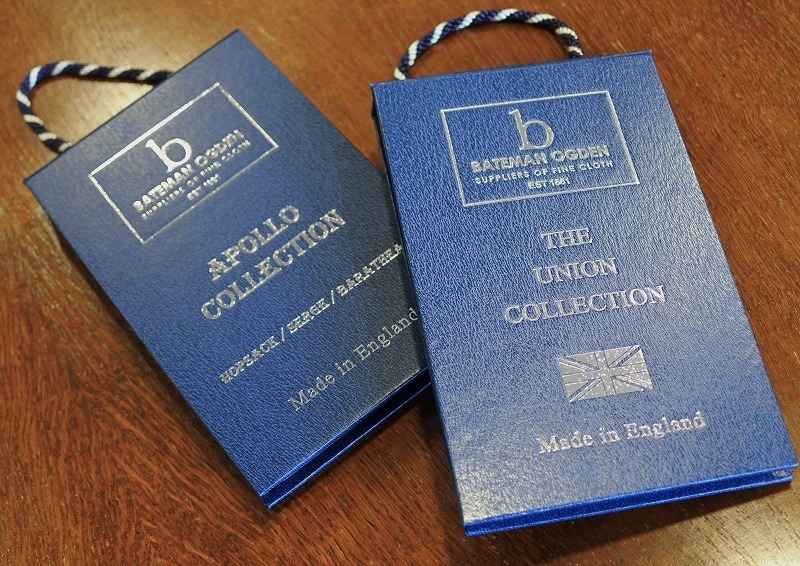 b
BATEMAN OGDEN
SUPPLIERS OF FINE CLOTH
EST 1881
APOLLO
COLLECTION
HOPSACK / SERGE / BARATHEA
Made in England
b
BATEMAN OGDEN
SUPPLIERS OF FINE CLOTH
EST 1881
THE
UNION
COLLECTION
Made in England